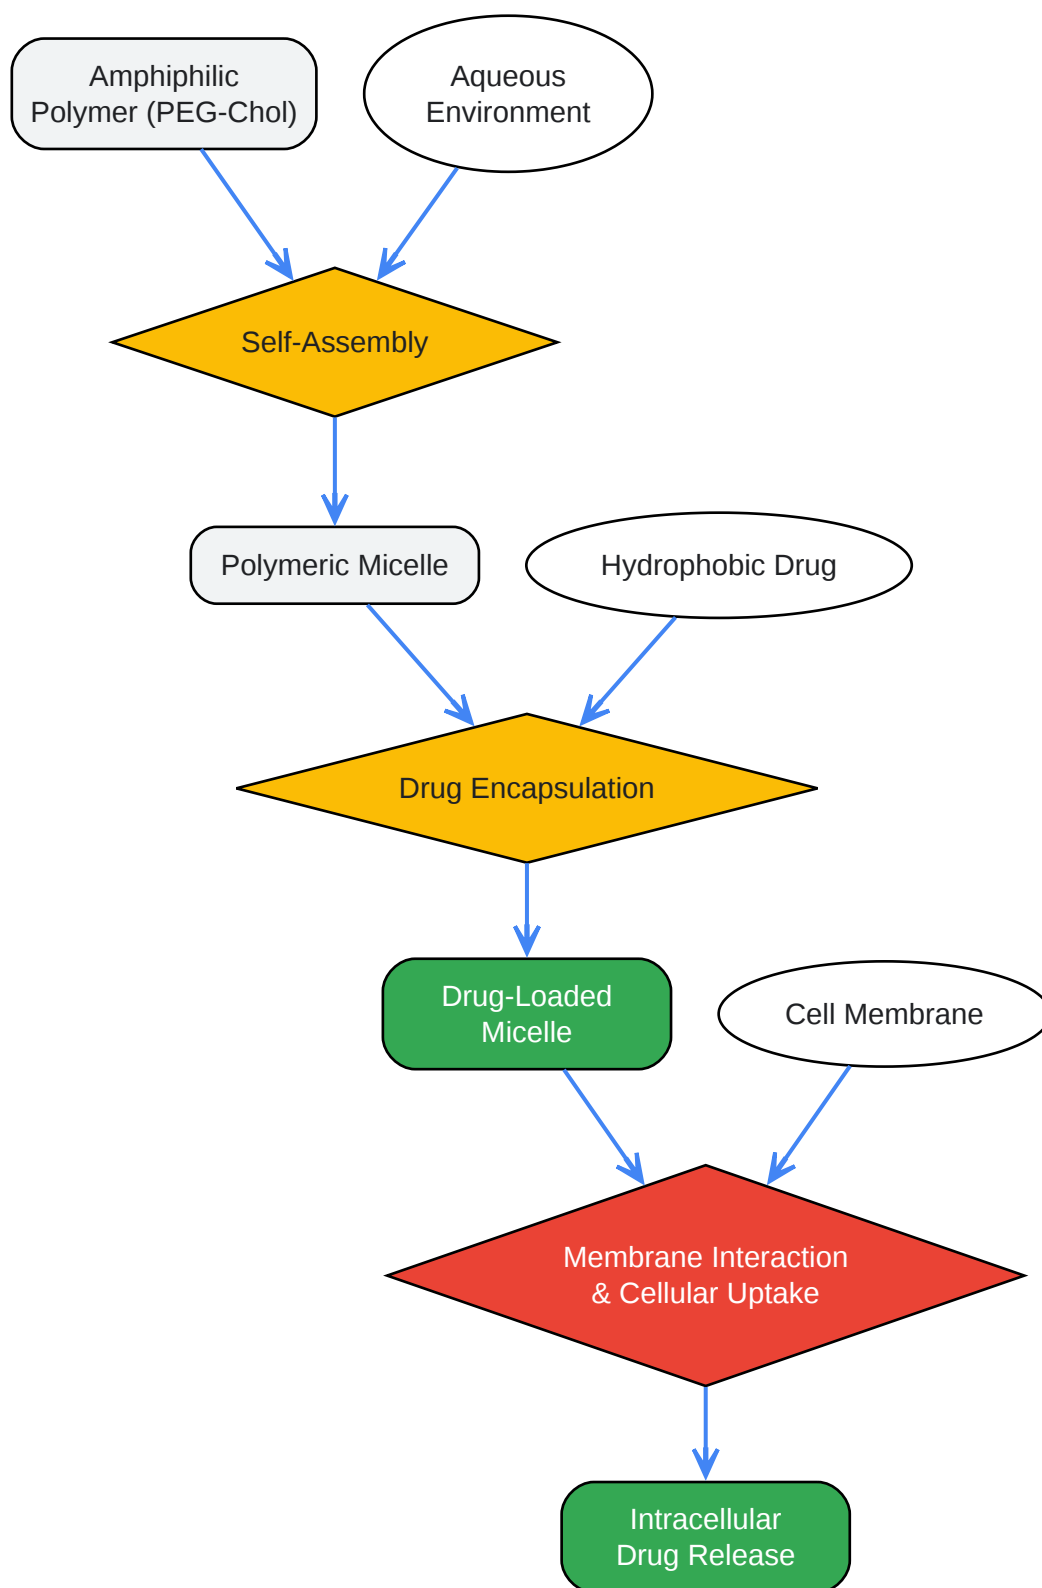 Amphiphilic
Polymer (PEG-Chol)
Aqueous
Environment
Self-Assembly
Polymeric Micelle
Hydrophobic Drug
Drug Encapsulation
Drug-Loaded
Micelle
Cell Membrane
Membrane Interaction
& Cellular Uptake
Intracellular
Drug Release